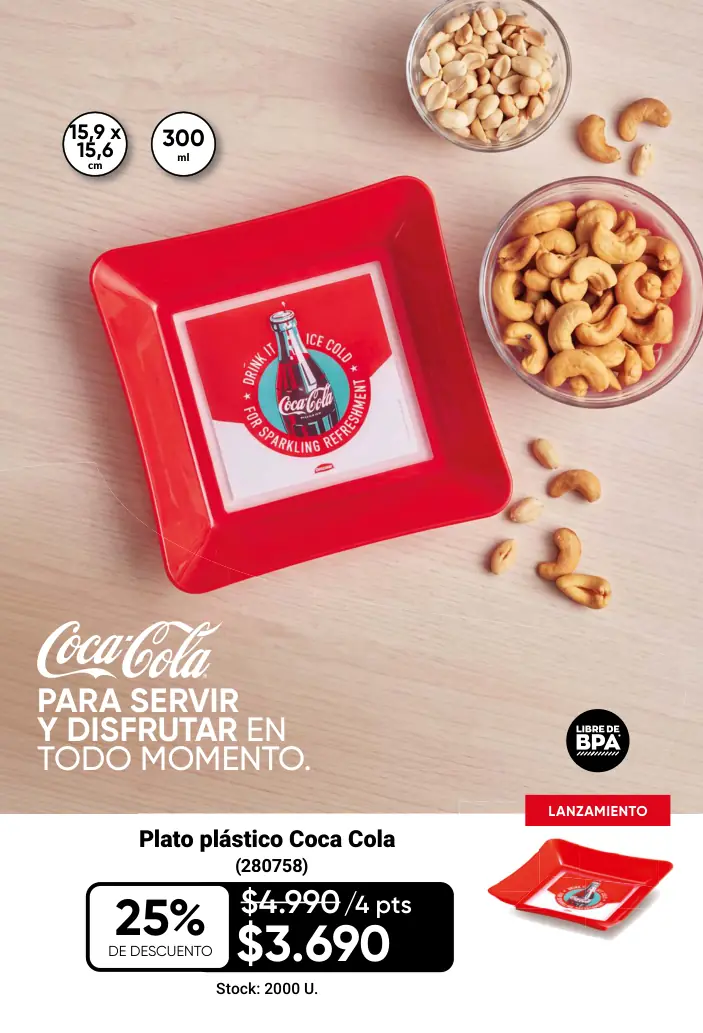 15,9 x
15,6
cm
300
ml
DRINK IT ICE COLD
Coca-Cola
FOR SPARKLING REFRESHMENT
Coca-Cola
PARA SERVIR
Y DISFRUTAR EN
TODO MOMENTO.
LIBRE DE
BPA
LANZAMIENTO
Plato plástico Coca Cola
(280758)
25%
DE DESCUENTO
$4.990 /4 pts
$3.690
Stock: 2000 U.